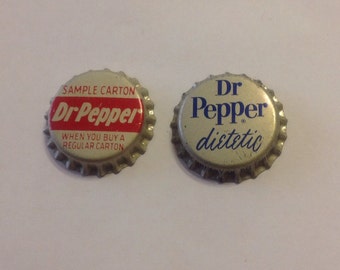 SAMPLE CARTON
Dr Pepper
WHEN YOU BUY A
REGULAR CARTON
Dr
Pepper
®
dietetic